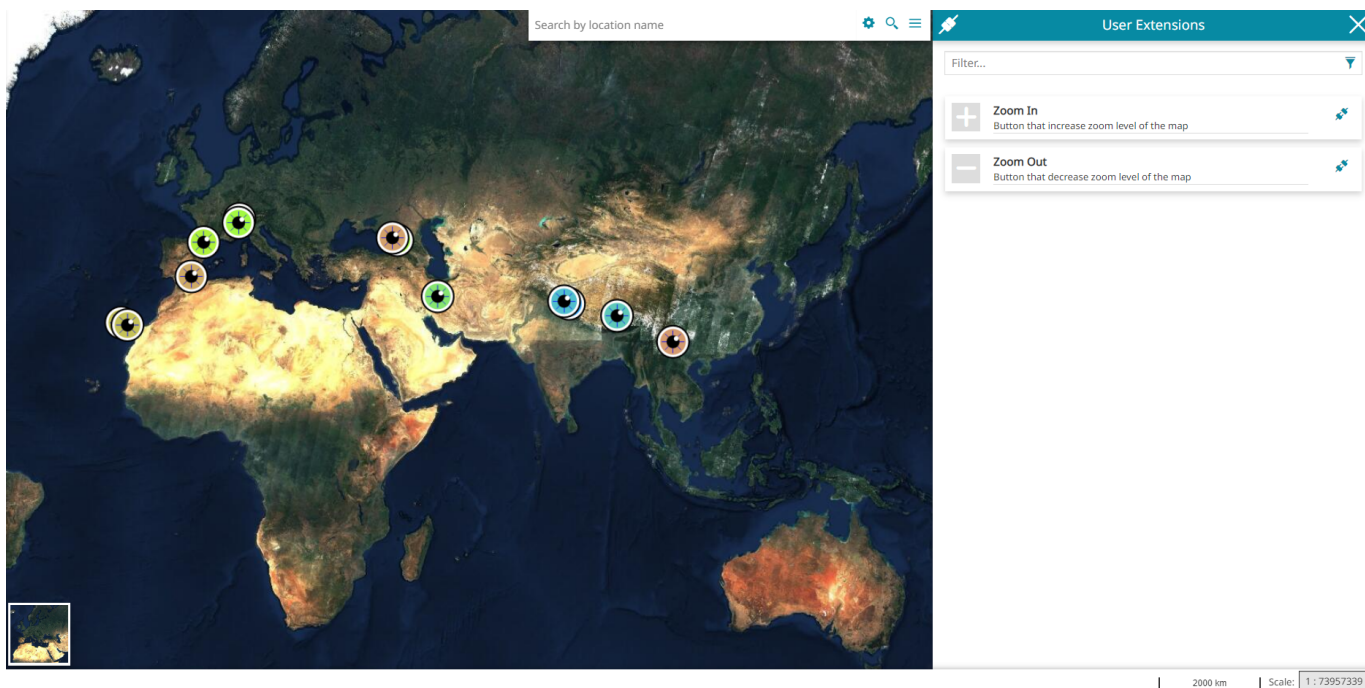 Search by location name
User Extensions
Filter...
Zoom In
Button that increase zoom level of the map
Zoom Out
Button that decrease zoom level of the map
2000 km
Scale: 1 : 73957339